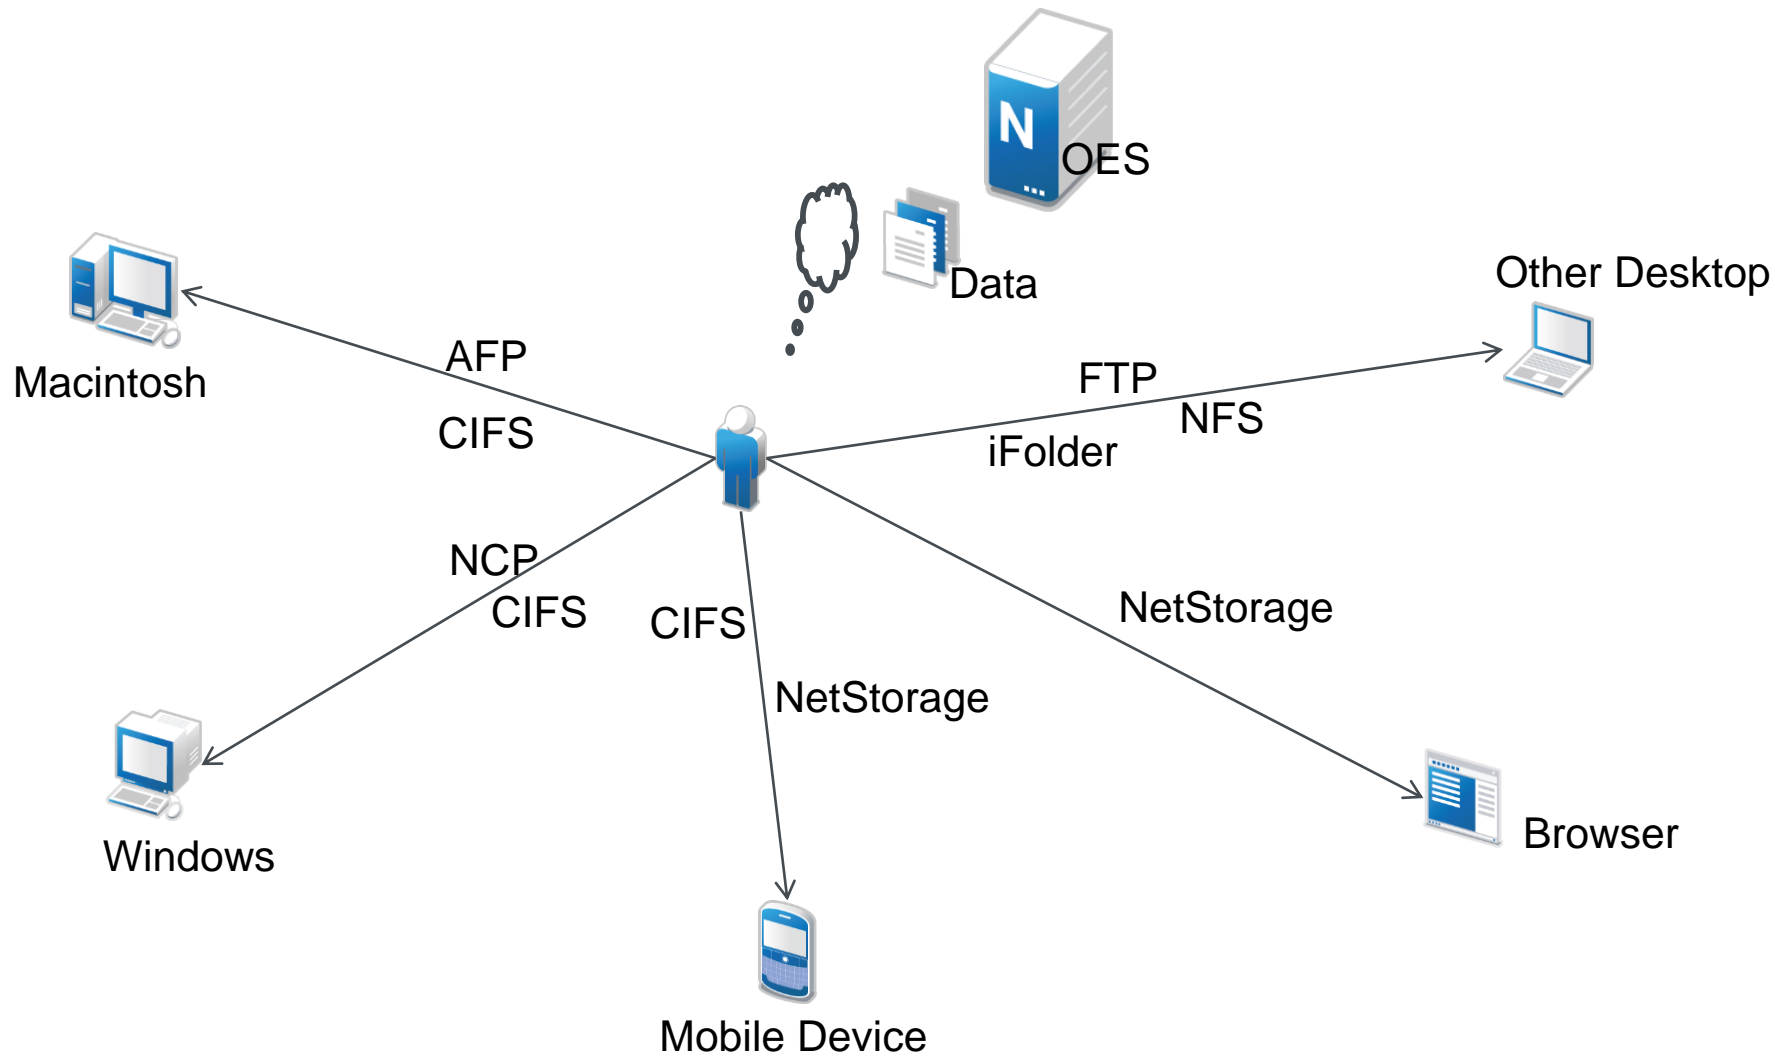 N
OES
Data
Other Desktop
Macintosh
AFP
CIFS
FTP
NFS
iFolder
NCP
CIFS
CIFS
NetStorage
NetStorage
Windows
Browser
Mobile Device